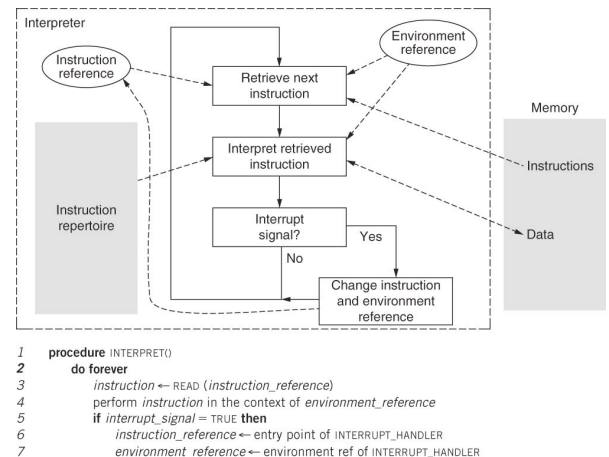 Interpreter
Environment
reference
Instruction
reference
Retrieve next
instruction
Memory
Interpret retrieved
instruction
Instructions
Instruction
repertoire
Interrupt
signal?
Yes
Data
No
Change instruction
and environment
reference
1 procedure INTERPRET()
2 do forever
3 instruction ← READ (instruction_reference)
4 perform instruction in the context of environment_reference
5 if interrupt_signal = TRUE then
6 instruction_reference ← entry point of INTERRUPT_HANDLER
7 environment_reference ← environment ref of INTERRUPT_HANDLER